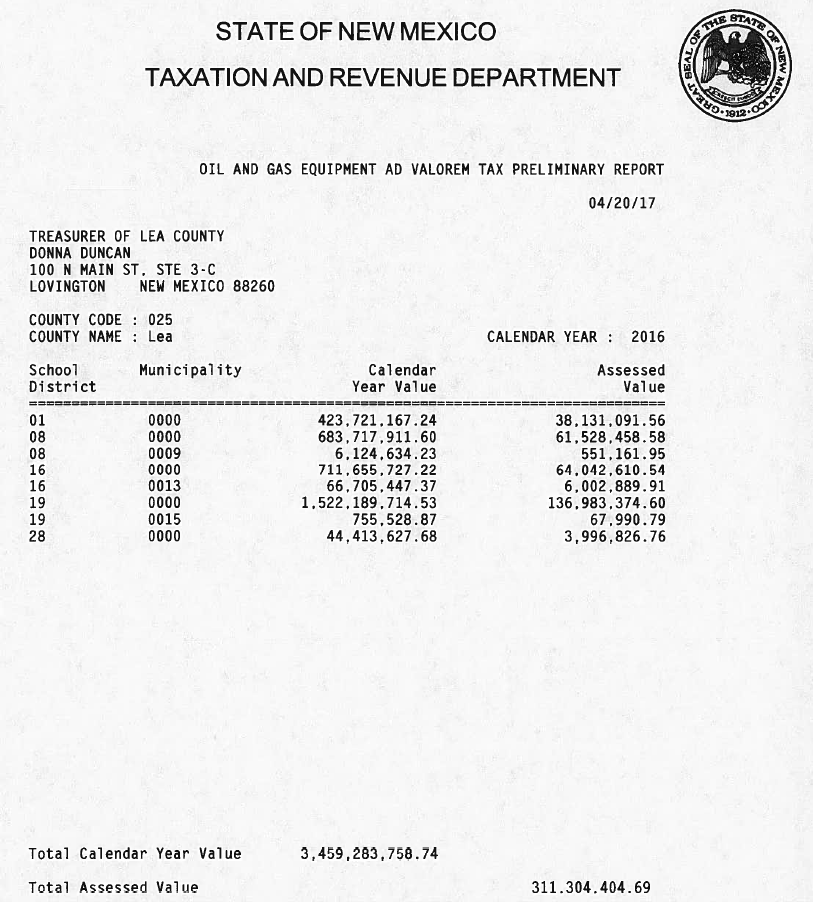 STATE OF NEW MEXICO
TAXATION AND REVENUE DEPARTMENT
GREAT SEAL OF THE STATE OF NEW MEXICO
1912
OIL AND GAS EQUIPMENT AD VALOREM TAX PRELIMINARY REPORT
04/20/17
TREASURER OF LEA COUNTY
DONNA DUNCAN
100 N MAIN ST, STE 3-C
LOVINGTON NEW MEXICO 88260
COUNTY CODE : 025
COUNTY NAME : Lea CALENDAR YEAR : 2016
School Municipality Calendar Assessed
District Year Value Value
01 0000 423,721,167.24 38,131,091.56
08 0000 683,717,911.60 61,528,458.58
08 0009 6,124,634.23 551,161.95
16 0000 711,655,727.22 64,042,610.54
16 0013 66,705,447.37 6,002,889.91
19 0000 1,522,189,714.53 136,983,374.60
19 0015 755,528.87 67,990.79
28 0000 44,413,627.68 3,996,826.76
Total Calendar Year Value 3,459,283,758.74
Total Assessed Value 311.304.404.69